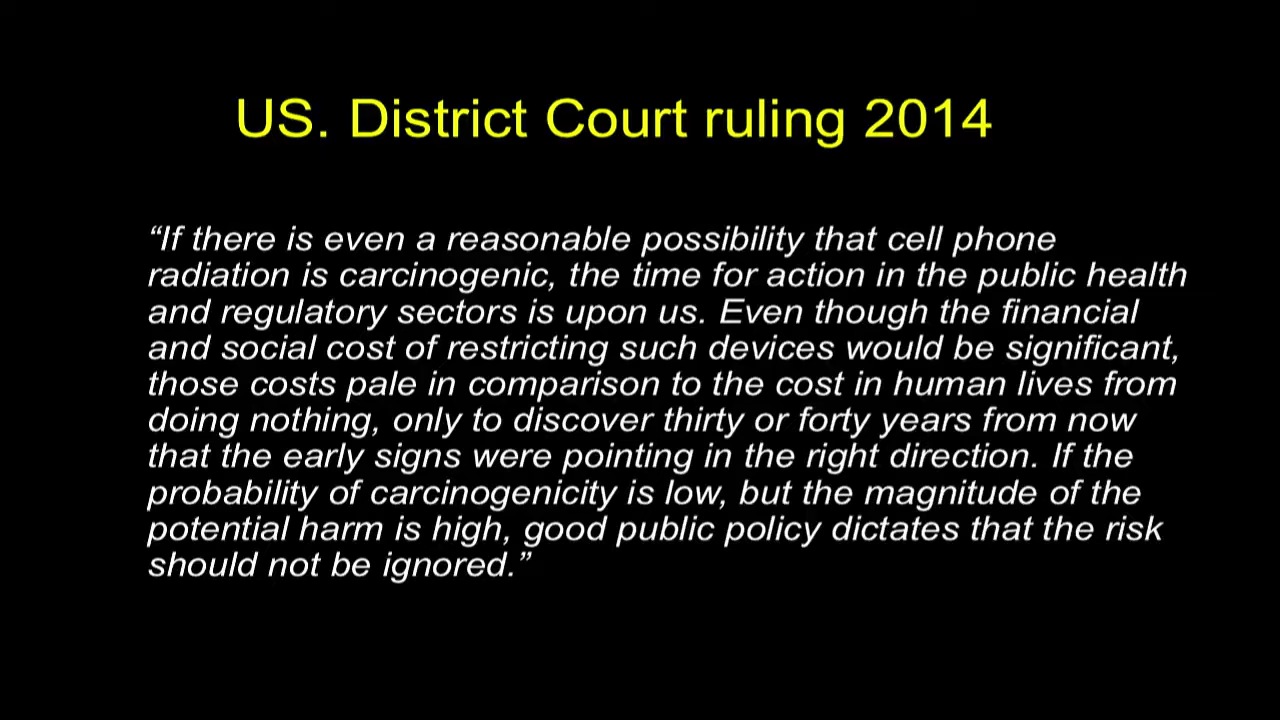 US. District Court ruling 2014
“If there is even a reasonable possibility that cell phone
radiation is carcinogenic, the time for action in the public health
and regulatory sectors is upon us. Even though the financial
and social cost of restricting such devices would be significant,
those costs pale in comparison to the cost in human lives from
doing nothing, only to discover thirty or forty years from now
that the early signs were pointing in the right direction. If the
probability of carcinogenicity is low, but the magnitude of the
potential harm is high, good public policy dictates that the risk
should not be ignored.”